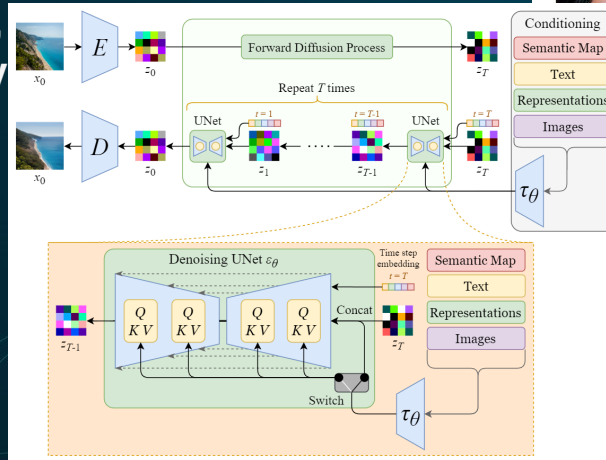 Conditioning
Semantic Map
Text
Representations
Images
τθ
x0
E
z0
Forward Diffusion Process
zT
Repeat T times
UNet
t = 1
t = T-1
UNet
t = T
x0
D
z0
z1
· · · · ·
zT-1
zT
Denoising UNet εθ
Time step
embedding
t = T
Semantic Map
Text
Representations
Images
Q
K V
Q
K V
Q
K V
Q
K V
Concat
zT-1
zT
Switch
τθ